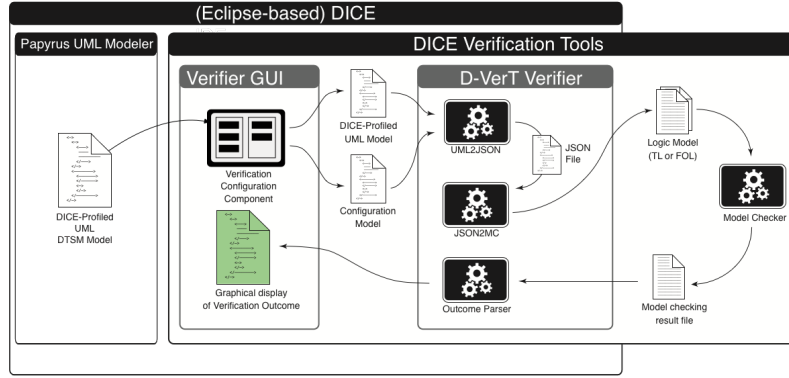 (Eclipse-based) DICE
Papyrus UML Modeler
DICE Verification Tools
Verifier GUI
D-VerT Verifier
DICE-Profiled
UML
DTSM Model
Verification
Configuration
Component
DICE-Profiled
UML Model
Configuration
Model
UML2JSON
JSON
File
JSON2MC
Logic Model
(TL or FOL)
Model Checker
Graphical display
of Verification Outcome
Outcome Parser
Model checking
result file